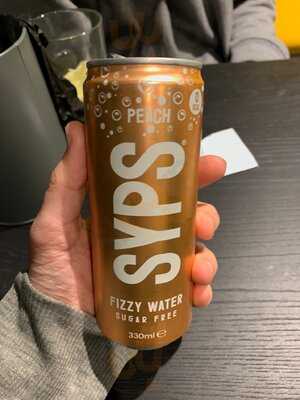 PEACH
SYPS
FIZZY WATER
SUGAR FREE
330ml e